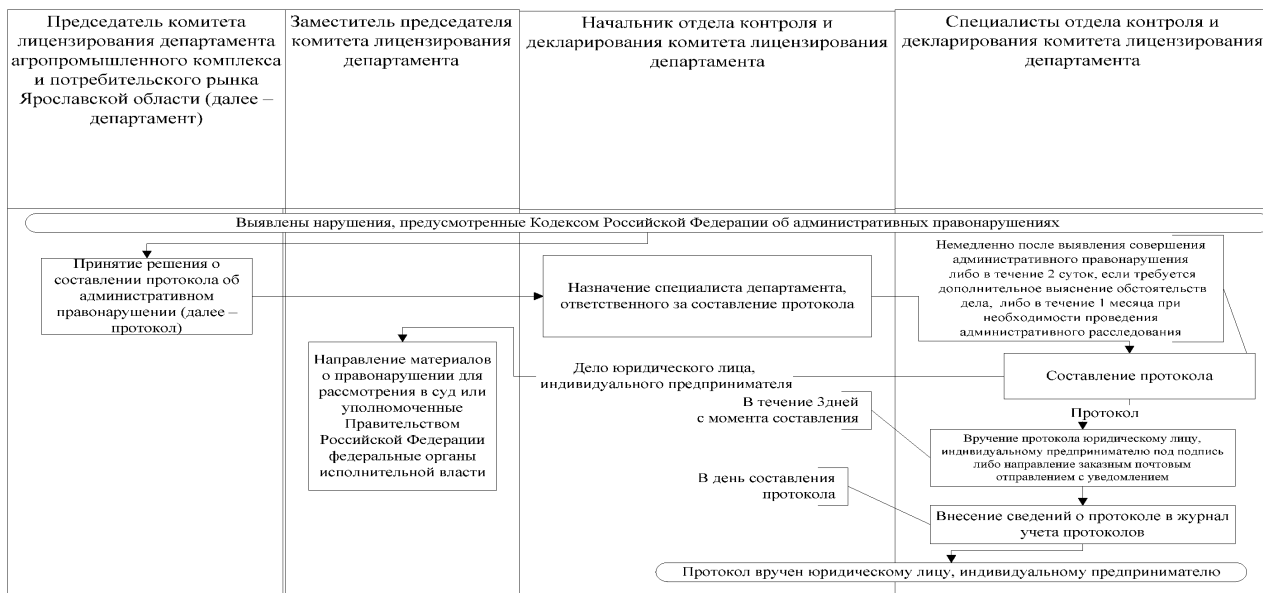 Председатель комитета
лицензирования департамента
агропромышленного комплекса
и потребительского рынка
Ярославской области (далее –
департамент)
Заместитель председателя
комитета лицензирования
департамента
Начальник отдела контроля и
декларирования комитета лицензирования
департамента
Специалисты отдела контроля и
декларирования комитета лицензирования
департамента
Выявлены нарушения, предусмотренные Кодексом Российской Федерации об административных правонарушениях
Принятие решения о
составлении протокола об
административном
правонарушении (далее –
протокол)
Назначение специалиста департамента,
ответственного за составление протокола
Немедленно после выявления совершения
административного правонарушения
либо в течение 2 суток, если требуется
дополнительное выяснение обстоятельств
дела, либо в течение 1 месяца при
необходимости проведения
административного расследования
Направление материалов
о правонарушении для
рассмотрения в суд или
уполномоченные
Правительством
Российской Федерации
федеральные органы
исполнительной власти
Дело юридического лица,
индивидуального предпринимателя
Составление протокола
В течение 3дней
с момента составления
Протокол
Вручение протокола юридическому лицу,
индивидуальному предпринимателю под подпись
либо направление заказным почтовым
отправлением с уведомлением
В день составления
протокола
Внесение сведений о протоколе в журнал
учета протоколов
Протокол вручен юридическому лицу, индивидуальному предпринимателю